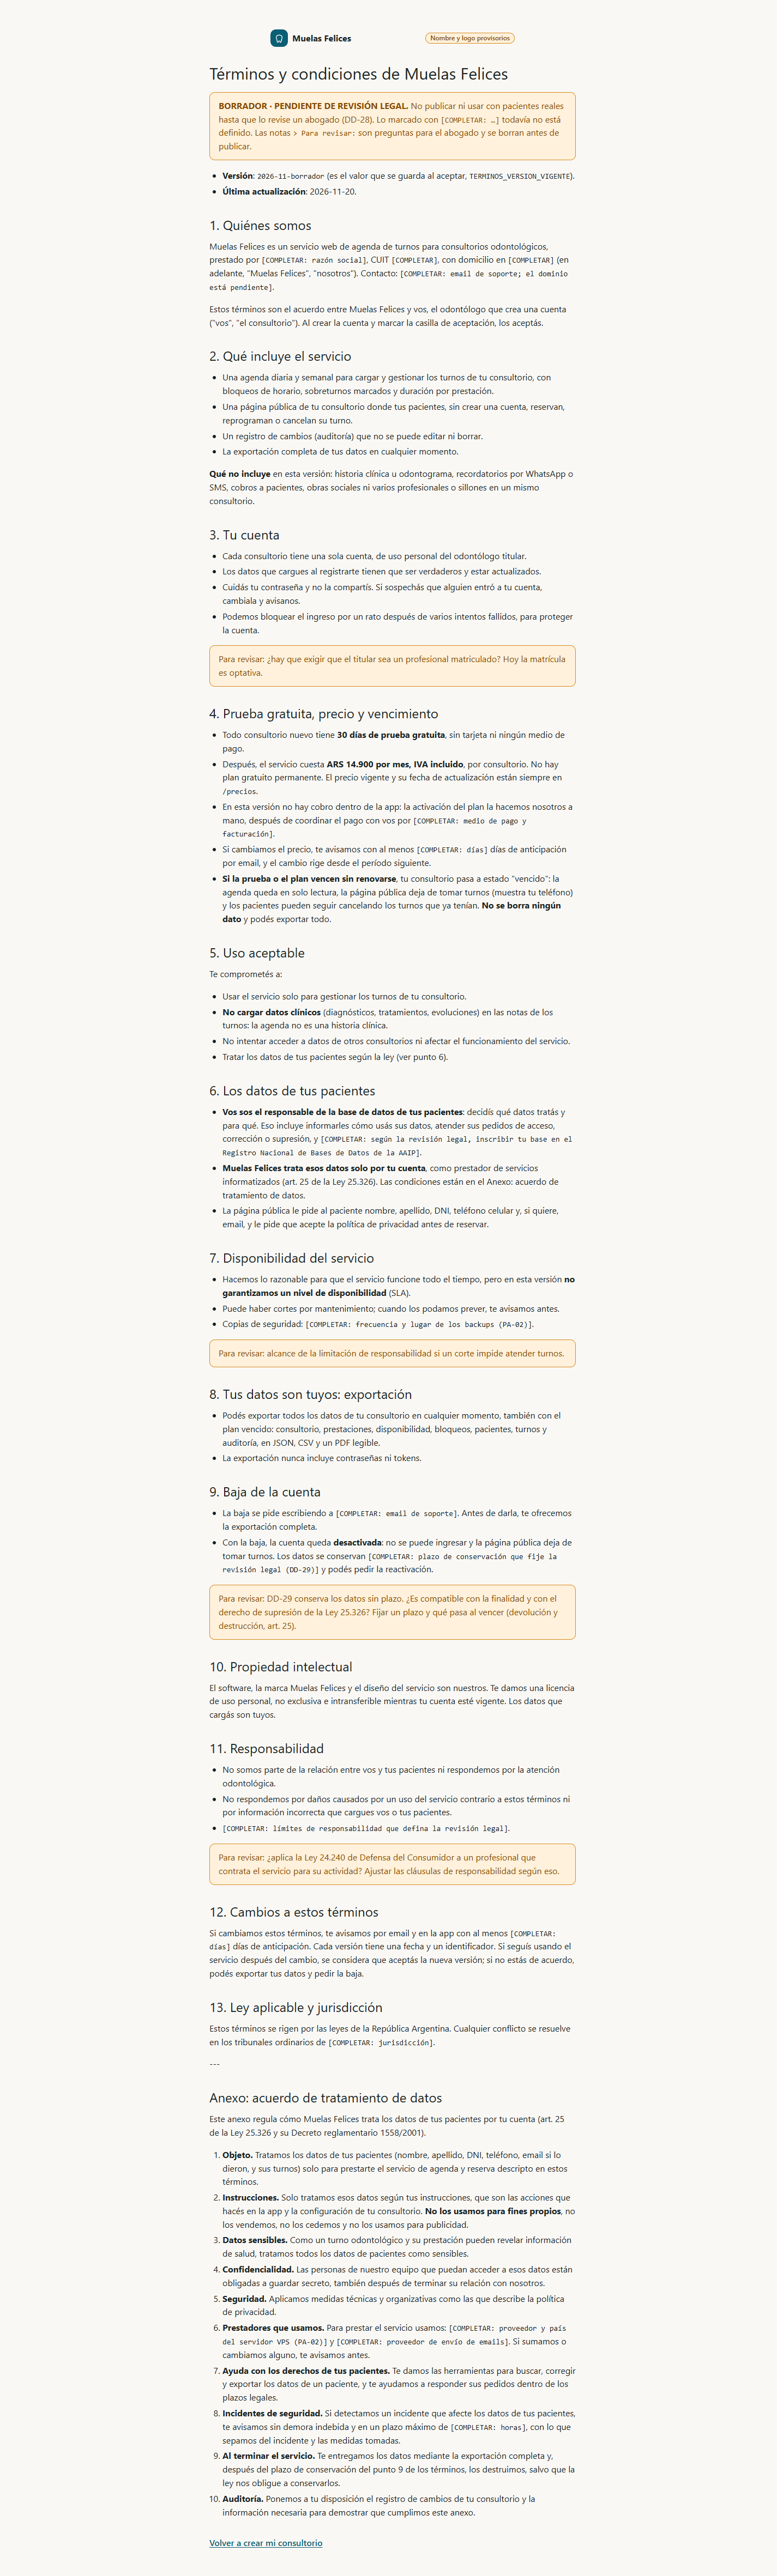 Muelas Felices
Nombre y logo provisorios
Términos y condiciones de Muelas Felices
BORRADOR - PENDIENTE DE REVISIÓN LEGAL. No publicar ni usar con pacientes reales
hasta que lo revise un abogado (DD-28). Lo marcado con [COMPLETAR: …] todavía no está
definido. Las notas > Para revisar: son preguntas para el abogado y se borran antes de
publicar.
• Versión: 2026-11-borrador (es el valor que se guarda al aceptar, TERMINOS_VERSION_VIGENTE).
• Última actualización: 2026-11-20.
1. Quiénes somos
Muelas Felices es un servicio web de agenda de turnos para consultorios odontológicos,
prestado por [COMPLETAR: razón social], CUIT [COMPLETAR], con domicilio en [COMPLETAR] (en
adelante, "Muelas Felices", "nosotros"). Contacto: [COMPLETAR: email de soporte; el dominio
está pendiente].
Estos términos son el acuerdo entre Muelas Felices y vos, el odontólogo que crea una cuenta
("vos", "el consultorio"). Al crear la cuenta y marcar la casilla de aceptación, los aceptás.
2. Qué incluye el servicio
• Una agenda diaria y semanal para cargar y gestionar los turnos de tu consultorio, con
bloqueos de horario, sobreturnos marcados y duración por prestación.
• Una página pública de tu consultorio donde tus pacientes, sin crear una cuenta, reservan,
reprograman o cancelan su turno.
• Un registro de cambios (auditoría) que no se puede editar ni borrar.
• La exportación completa de tus datos en cualquier momento.
Qué no incluye en esta versión: historia clínica u odontograma, recordatorios por WhatsApp o
SMS, cobros a pacientes, obras sociales ni varios profesionales o sillones en un mismo
consultorio.
3. Tu cuenta
• Cada consultorio tiene una sola cuenta, de uso personal del odontólogo titular.
• Los datos que cargues al registrarte tienen que ser verdaderos y estar actualizados.
• Cuidás tu contraseña y no la compartís. Si sospechás que alguien entró a tu cuenta,
cambiala y avisanos.
• Podemos bloquear el ingreso por un rato después de varios intentos fallidos, para proteger
la cuenta.
Para revisar: ¿hay que exigir que el titular sea un profesional matriculado? Hoy la matrícula
es optativa.
4. Prueba gratuita, precio y vencimiento
• Todo consultorio nuevo tiene 30 días de prueba gratuita, sin tarjeta ni ningún medio de
pago.
• Después, el servicio cuesta ARS 14.900 por mes, IVA incluido, por consultorio. No hay
plan gratuito permanente. El precio vigente y su fecha de actualización están siempre en
/precios.
• En esta versión no hay cobro dentro de la app: la activación del plan la hacemos nosotros a
mano, después de coordinar el pago con vos por [COMPLETAR: medio de pago y
facturación].
• Si cambiamos el precio, te avisamos con al menos [COMPLETAR: días] días de anticipación
por email, y el cambio rige desde el período siguiente.
• Si la prueba o el plan vencen sin renovarse, tu consultorio pasa a estado "vencido": la
agenda queda en solo lectura, la página pública deja de tomar turnos (muestra tu teléfono)
y los pacientes pueden seguir cancelando los turnos que ya tenían. No se borra ningún
dato y podés exportar todo.
5. Uso aceptable
Te comprometés a:
• Usar el servicio solo para gestionar los turnos de tu consultorio.
• No cargar datos clínicos (diagnósticos, tratamientos, evoluciones) en las notas de los
turnos: la agenda no es una historia clínica.
• No intentar acceder a datos de otros consultorios ni afectar el funcionamiento del servicio.
• Tratar los datos de tus pacientes según la ley (ver punto 6).
6. Los datos de tus pacientes
• Vos sos el responsable de la base de datos de tus pacientes: decidís qué datos tratás y
para qué. Eso incluye informarles cómo usás sus datos, atender sus pedidos de acceso,
corrección o supresión, y [COMPLETAR: según la revisión legal, inscribir tu base en el
Registro Nacional de Bases de Datos de la AAIP].
• Muelas Felices trata esos datos solo por tu cuenta, como prestador de servicios
informatizados (art. 25 de la Ley 25.326). Las condiciones están en el Anexo: acuerdo de
tratamiento de datos.
• La página pública le pide al paciente nombre, apellido, DNI, teléfono celular y, si quiere,
email, y le pide que acepte la política de privacidad antes de reservar.
7. Disponibilidad del servicio
• Hacemos lo razonable para que el servicio funcione todo el tiempo, pero en esta versión no
garantizamos un nivel de disponibilidad (SLA).
• Puede haber cortes por mantenimiento; cuando los podamos prever, te avisamos antes.
• Copias de seguridad: [COMPLETAR: frecuencia y lugar de los backups (PA-02)].
Para revisar: alcance de la limitación de responsabilidad si un corte impide atender turnos.
8. Tus datos son tuyos: exportación
• Podés exportar todos los datos de tu consultorio en cualquier momento, también con el
plan vencido: consultorio, prestaciones, disponibilidad, bloqueos, pacientes, turnos y
auditoría, en JSON, CSV y un PDF legible.
• La exportación nunca incluye contraseñas ni tokens.
9. Baja de la cuenta
• La baja se pide escribiendo a [COMPLETAR: email de soporte]. Antes de darla, te ofrecemos
la exportación completa.
• Con la baja, la cuenta queda desactivada: no se puede ingresar y la página pública deja de
tomar turnos. Los datos se conservan [COMPLETAR: plazo de conservación que fije la
revisión legal (DD-29)] y podés pedir la reactivación.
Para revisar: DD-29 conserva los datos sin plazo. ¿Es compatible con la finalidad y con el
derecho de supresión de la Ley 25.326? Fijar un plazo y qué pasa al vencer (devolución y
destrucción, art. 25).
10. Propiedad intelectual
El software, la marca Muelas Felices y el diseño del servicio son nuestros. Te damos una licencia
de uso personal, no exclusiva e intransferible mientras tu cuenta esté vigente. Los datos que
cargás son tuyos.
11. Responsabilidad
• No somos parte de la relación entre vos y tus pacientes ni respondemos por la atención
odontológica.
• No respondemos por daños causados por un uso del servicio contrario a estos términos ni
por información incorrecta que cargues vos o tus pacientes.
• [COMPLETAR: límites de responsabilidad que defina la revisión legal].
Para revisar: ¿aplica la Ley 24.240 de Defensa del Consumidor a un profesional que
contrata el servicio para su actividad? Ajustar las cláusulas de responsabilidad según eso.
12. Cambios a estos términos
Si cambiamos estos términos, te avisamos por email y en la app con al menos [COMPLETAR:
días] días de anticipación. Cada versión tiene una fecha y un identificador. Si seguís usando el
servicio después del cambio, se considera que aceptás la nueva versión; si no estás de acuerdo,
podés exportar tus datos y pedir la baja.
13. Ley aplicable y jurisdicción
Estos términos se rigen por las leyes de la República Argentina. Cualquier conflicto se resuelve
en los tribunales ordinarios de [COMPLETAR: jurisdicción].
---
Anexo: acuerdo de tratamiento de datos
Este anexo regula cómo Muelas Felices trata los datos de tus pacientes por tu cuenta (art. 25
de la Ley 25.326 y su Decreto reglamentario 1558/2001).
1. Objeto. Tratamos los datos de tus pacientes (nombre, apellido, DNI, teléfono, email si lo
dieron, y sus turnos) solo para prestarte el servicio de agenda y reserva descripto en estos
términos.
2. Instrucciones. Solo tratamos esos datos según tus instrucciones, que son las acciones que
hacés en la app y la configuración de tu consultorio. No los usamos para fines propios, no
los vendemos, no los cedemos y no los usamos para publicidad.
3. Datos sensibles. Como un turno odontológico y su prestación pueden revelar información
de salud, tratamos todos los datos de pacientes como sensibles.
4. Confidencialidad. Las personas de nuestro equipo que puedan acceder a esos datos están
obligadas a guardar secreto, también después de terminar su relación con nosotros.
5. Seguridad. Aplicamos medidas técnicas y organizativas como las que describe la política
de privacidad.
6. Prestadores que usamos. Para prestar el servicio usamos: [COMPLETAR: proveedor y país
del servidor VPS (PA-02)] y [COMPLETAR: proveedor de envío de emails]. Si sumamos o
cambiamos alguno, te avisamos antes.
7. Ayuda con los derechos de tus pacientes. Te damos las herramientas para buscar, corregir
y exportar los datos de un paciente, y te ayudamos a responder sus pedidos dentro de los
plazos legales.
8. Incidentes de seguridad. Si detectamos un incidente que afecte los datos de tus pacientes,
te avisamos sin demora indebida y en un plazo máximo de [COMPLETAR: horas], con lo que
sepamos del incidente y las medidas tomadas.
9. Al terminar el servicio. Te entregamos los datos mediante la exportación completa y,
después del plazo de conservación del punto 9 de los términos, los destruimos, salvo que la
ley nos obligue a conservarlos.
10. Auditoría. Ponemos a tu disposición el registro de cambios de tu consultorio y la
información necesaria para demostrar que cumplimos este anexo.
Volver a crear mi consultorio